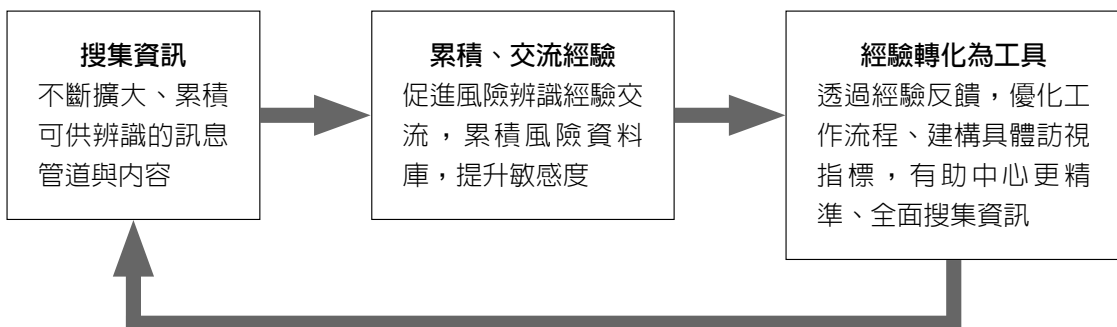 搜集資訊
不斷擴大、累積
可供辨識的訊息
管道與內容
累積、交流經驗
促進風險辨識經驗交
流，累積風險資料
庫，提升敏感度
經驗轉化為工具
透過經驗反饋，優化工
作流程、建構具體訪視
指標，有助中心更精
準、全面搜集資訊